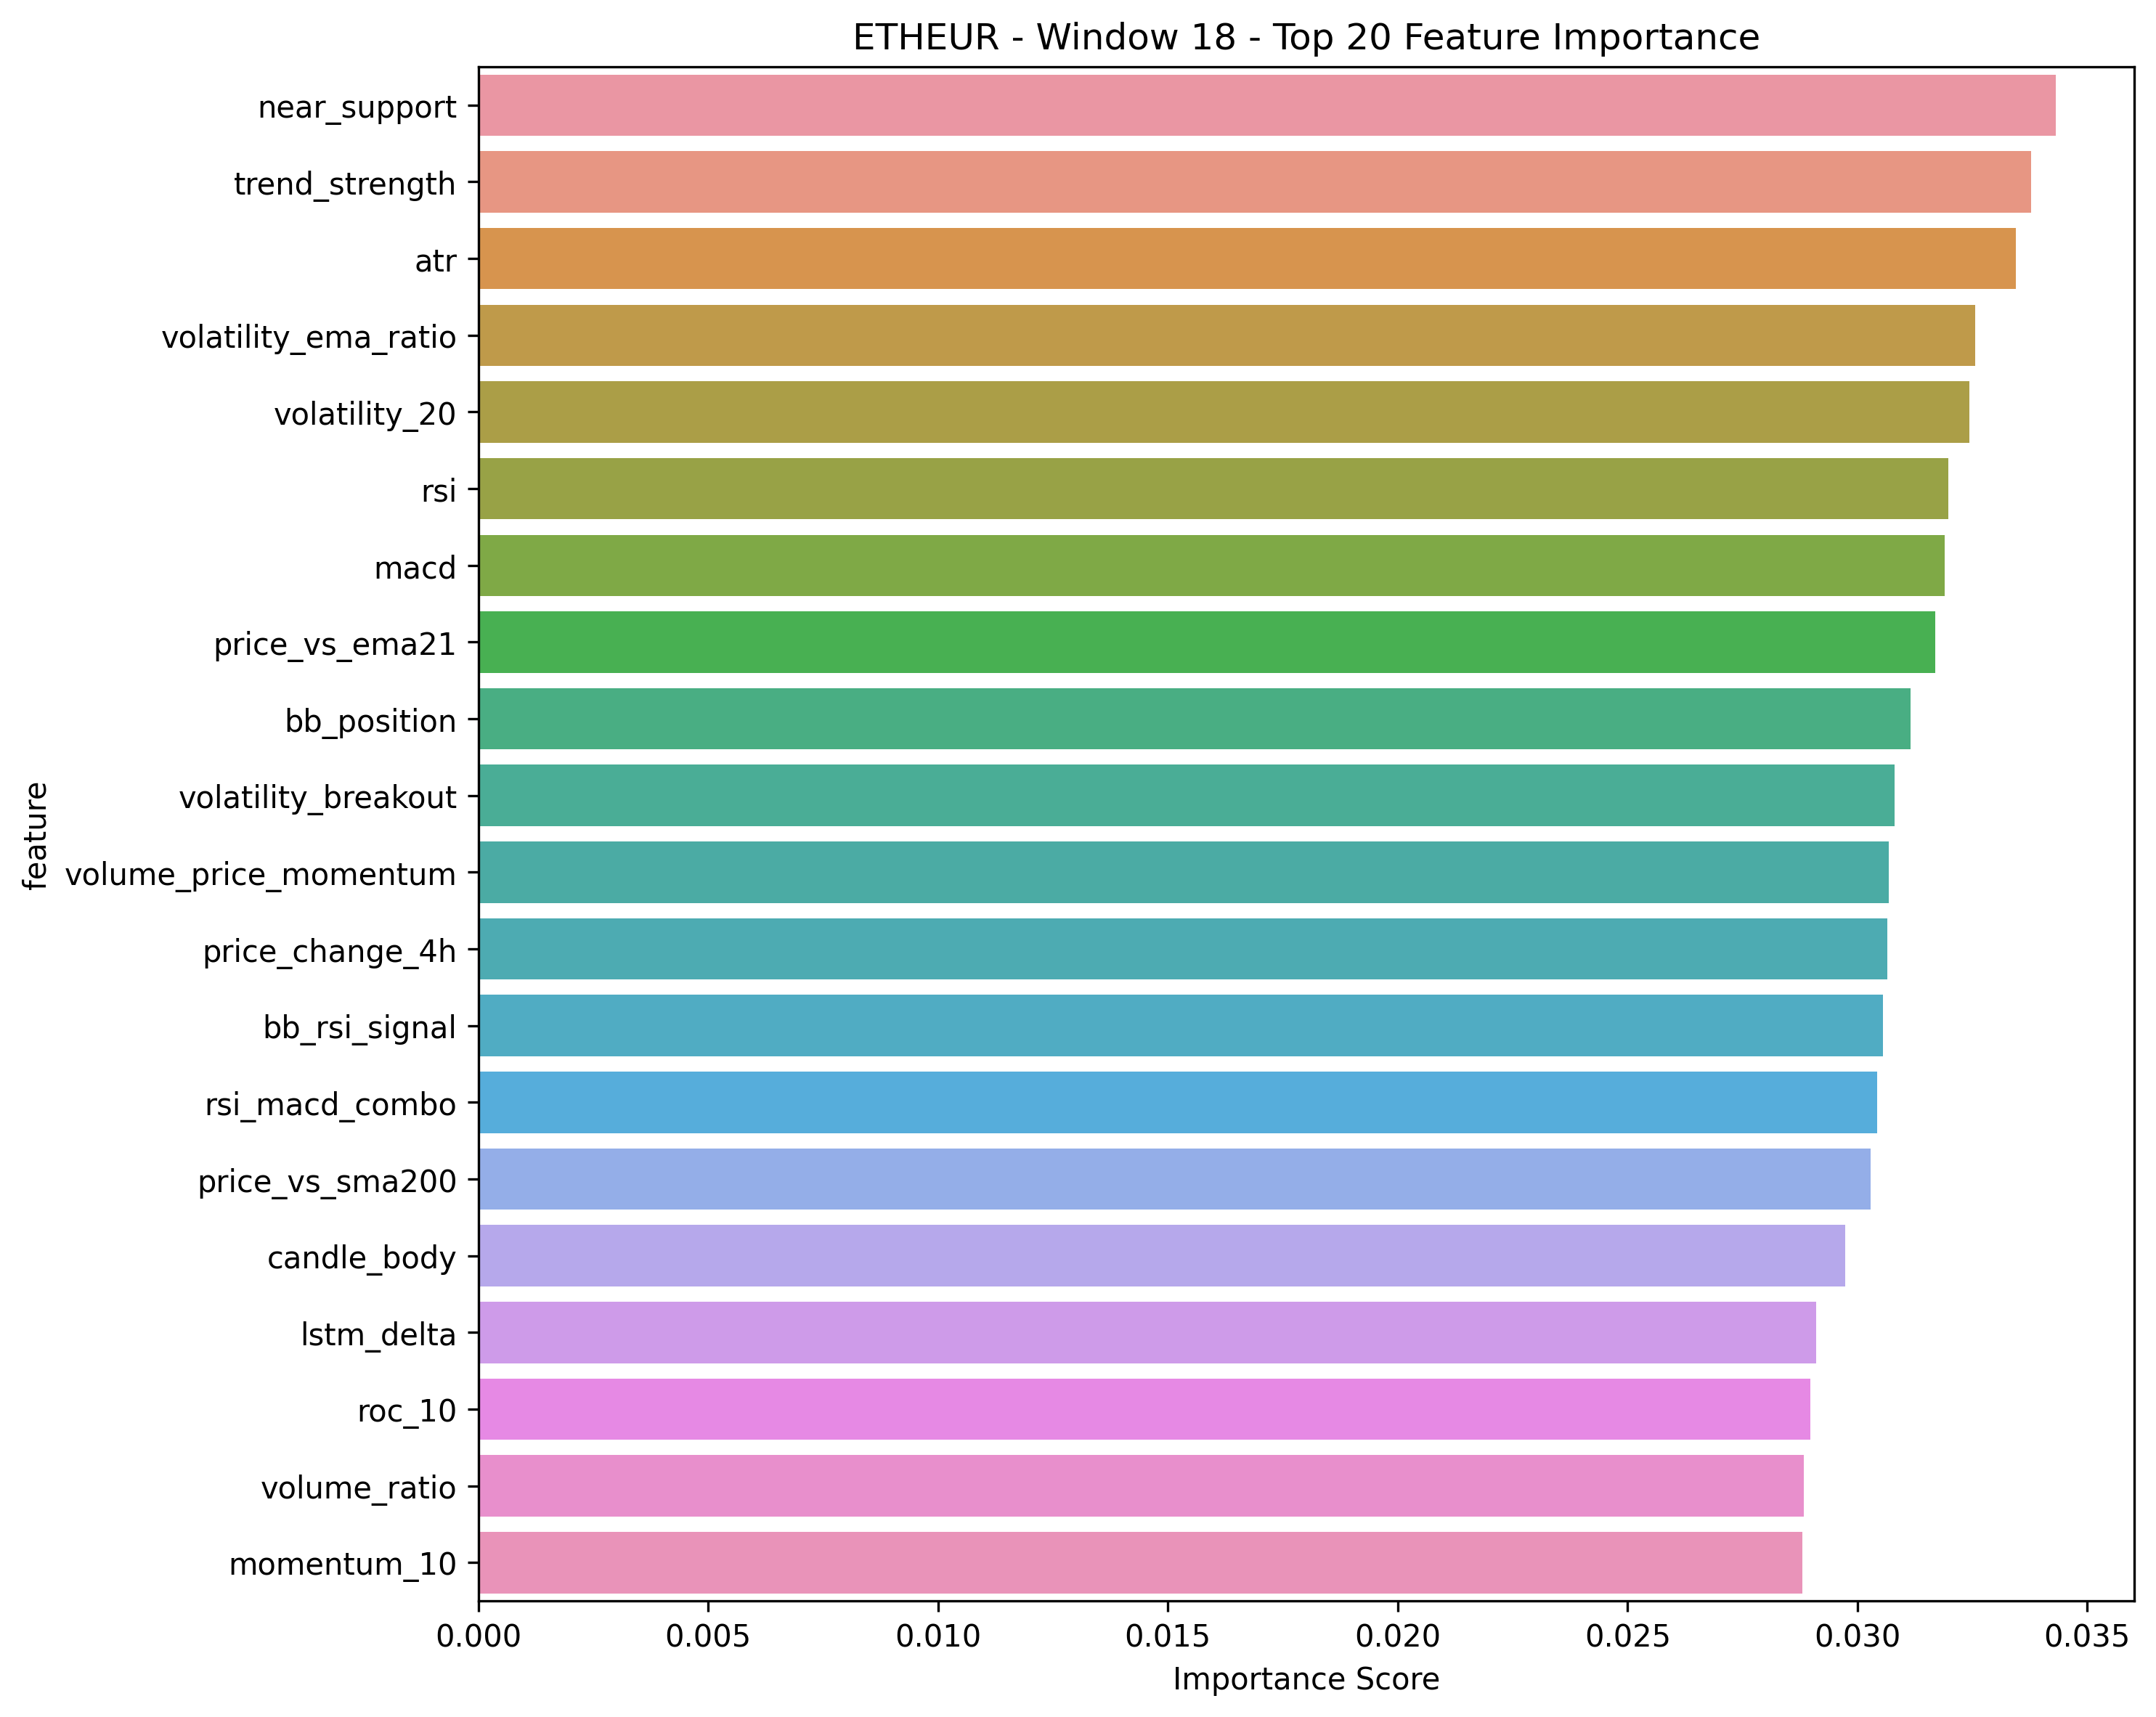 ETHEUR - Window 18 - Top 20 Feature Importance
near_support
trend_strength
atr
volatility_ema_ratio
volatility_20
rsi
macd
price_vs_ema21
bb_position
volatility_breakout
volume_price_momentum
price_change_4h
bb_rsi_signal
rsi_macd_combo
price_vs_sma200
candle_body
lstm_delta
roc_10
volume_ratio
momentum_10
feature
0.000 0.005 0.010 0.015 0.020 0.025 0.030 0.035
Importance Score